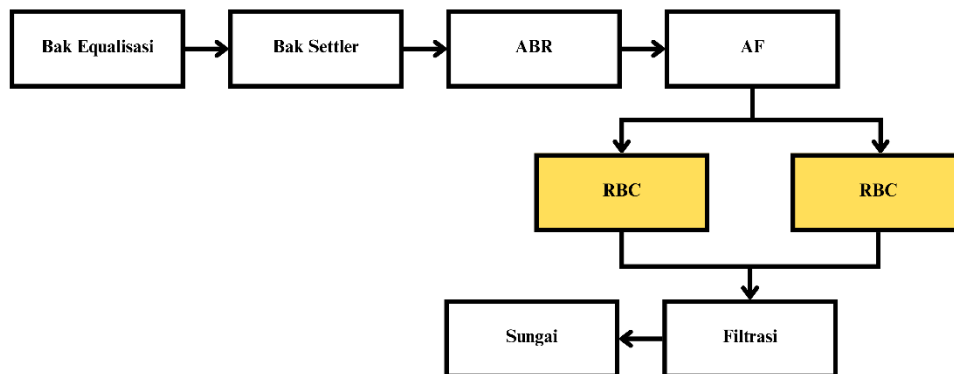 Bak Equalisasi
Bak Settler
ABR
AF
RBC
RBC
Sungai
Filtrasi